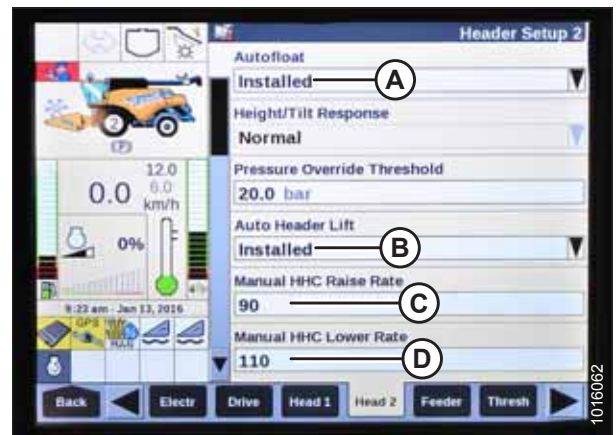 Header Setup 2
Autofloat
Installed
A
Height/Tilt Response
Normal
2
(P)
12.0
6.0
0.0
km/h
Pressure Override Threshold
20.0 bar
Auto Header Lift
Installed
B
0%
F
Manual HHC Raise Rate
90
C
9:23 am - Jan 13, 2016
GPS
Manual HHC Lower Rate
110
D
Back
Electr
Drive
Head 1
Head 2
Feeder
Thresh
1016062